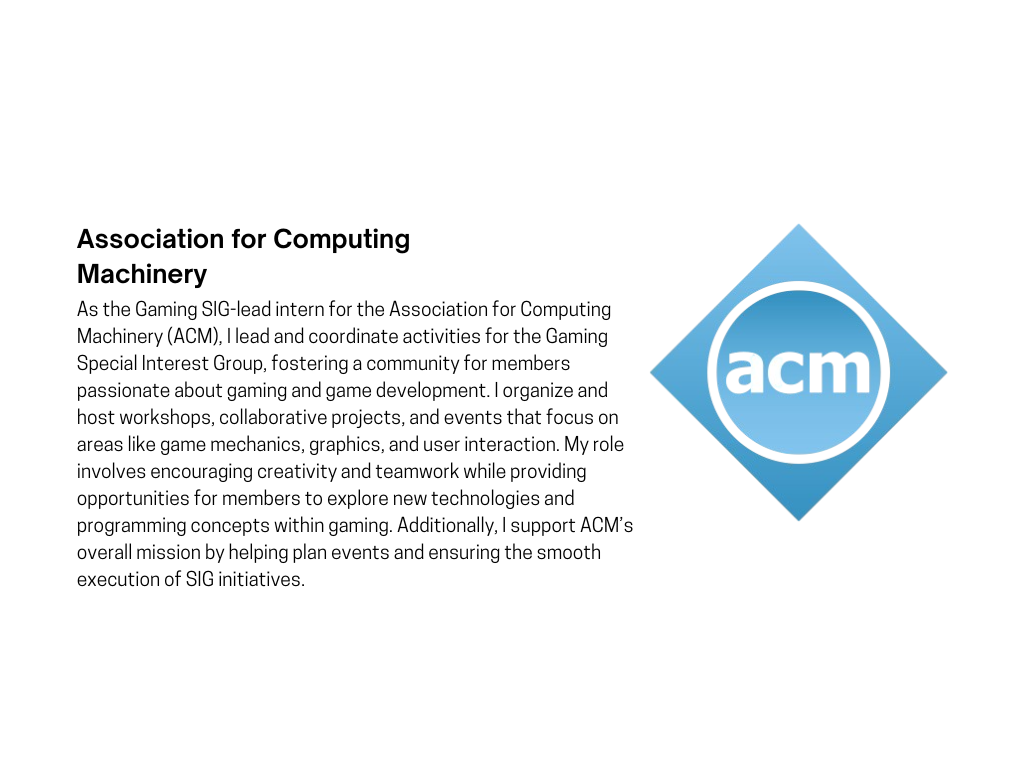 Association for Computing
Machinery
As the Gaming SIG-lead intern for the Association for Computing
Machinery (ACM), I lead and coordinate activities for the Gaming
Special Interest Group, fostering a community for members
passionate about gaming and game development. I organize and
host workshops, collaborative projects, and events that focus on
areas like game mechanics, graphics, and user interaction. My role
involves encouraging creativity and teamwork while providing
opportunities for members to explore new technologies and
programming concepts within gaming. Additionally, I support ACM’s
overall mission by helping plan events and ensuring the smooth
execution of SIG initiatives.
acm